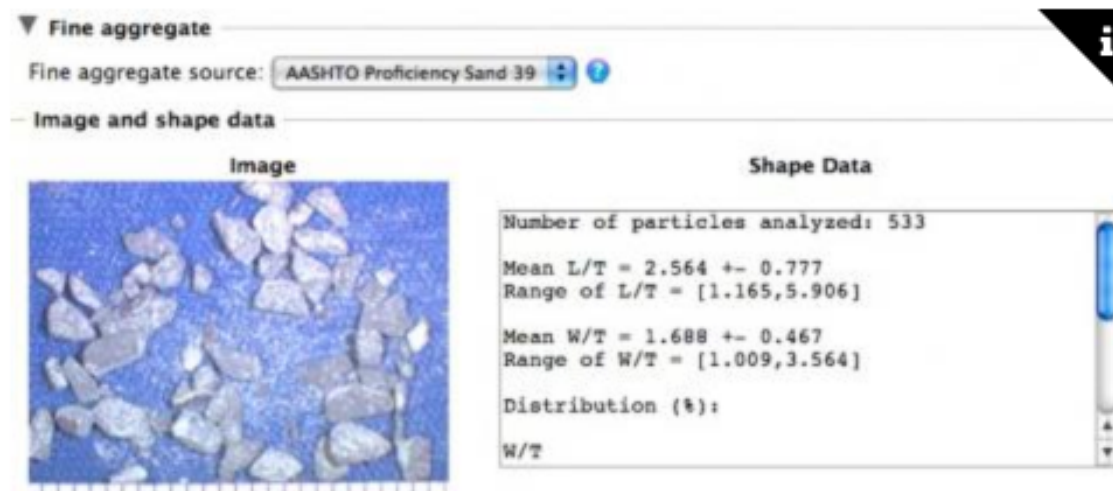 Fine aggregate
Fine aggregate source: AASHTO Proficiency Sand 39
Image and shape data
Image
Shape Data
Number of particles analyzed: 533
Mean L/T = 2.564 +- 0.777
Range of L/T = [1.165,5.906]
Mean W/T = 1.688 +- 0.467
Range of W/T = [1.009,3.564]
Distribution (%):
W/T